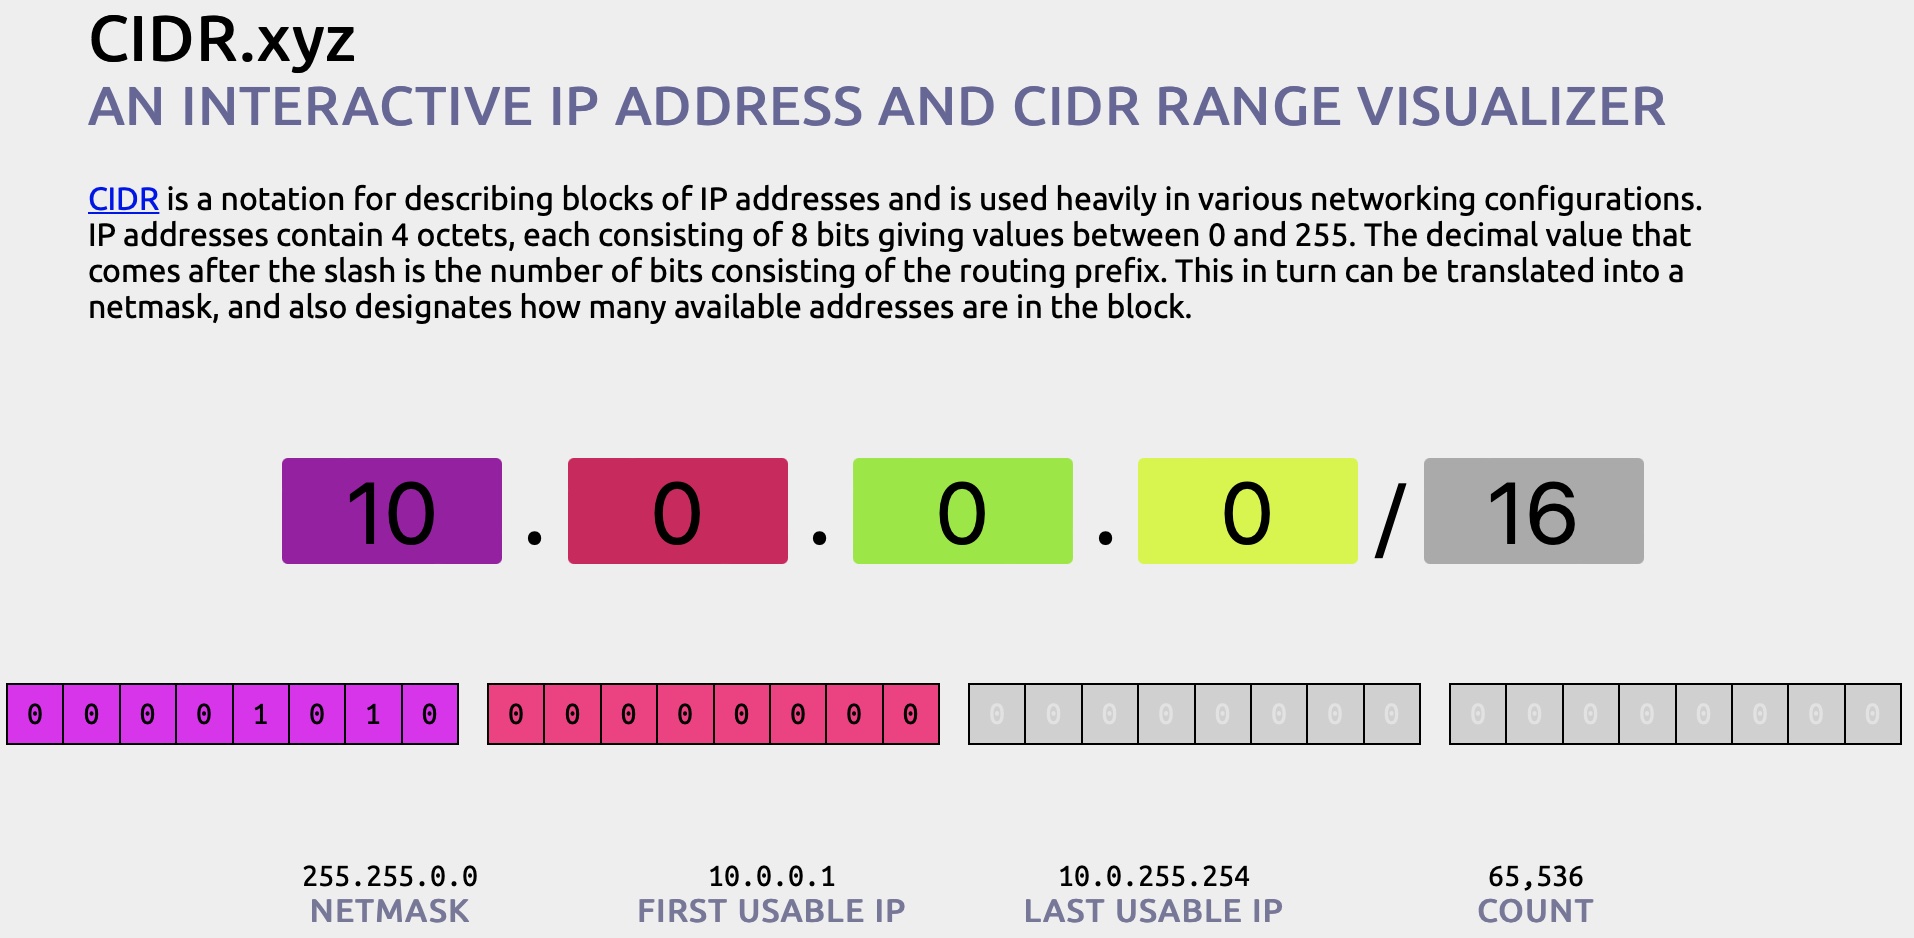 CIDR.xyz
AN INTERACTIVE IP ADDRESS AND CIDR RANGE VISUALIZER
CIDR is a notation for describing blocks of IP addresses and is used heavily in various networking configurations.
IP addresses contain 4 octets, each consisting of 8 bits giving values between 0 and 255. The decimal value that
comes after the slash is the number of bits consisting of the routing prefix. This in turn can be translated into a
netmask, and also designates how many available addresses are in the block.
10 . 0 . 0 . 0 / 16
0 0 0 0 1 0 1 0 0 0 0 0 0 0 0 0 0 0 0 0 0 0 0 0 0 0 0 0 0 0 0 0
255.255.0.0 10.0.0.1 10.0.255.254 65,536
NETMASK FIRST USABLE IP LAST USABLE IP COUNT